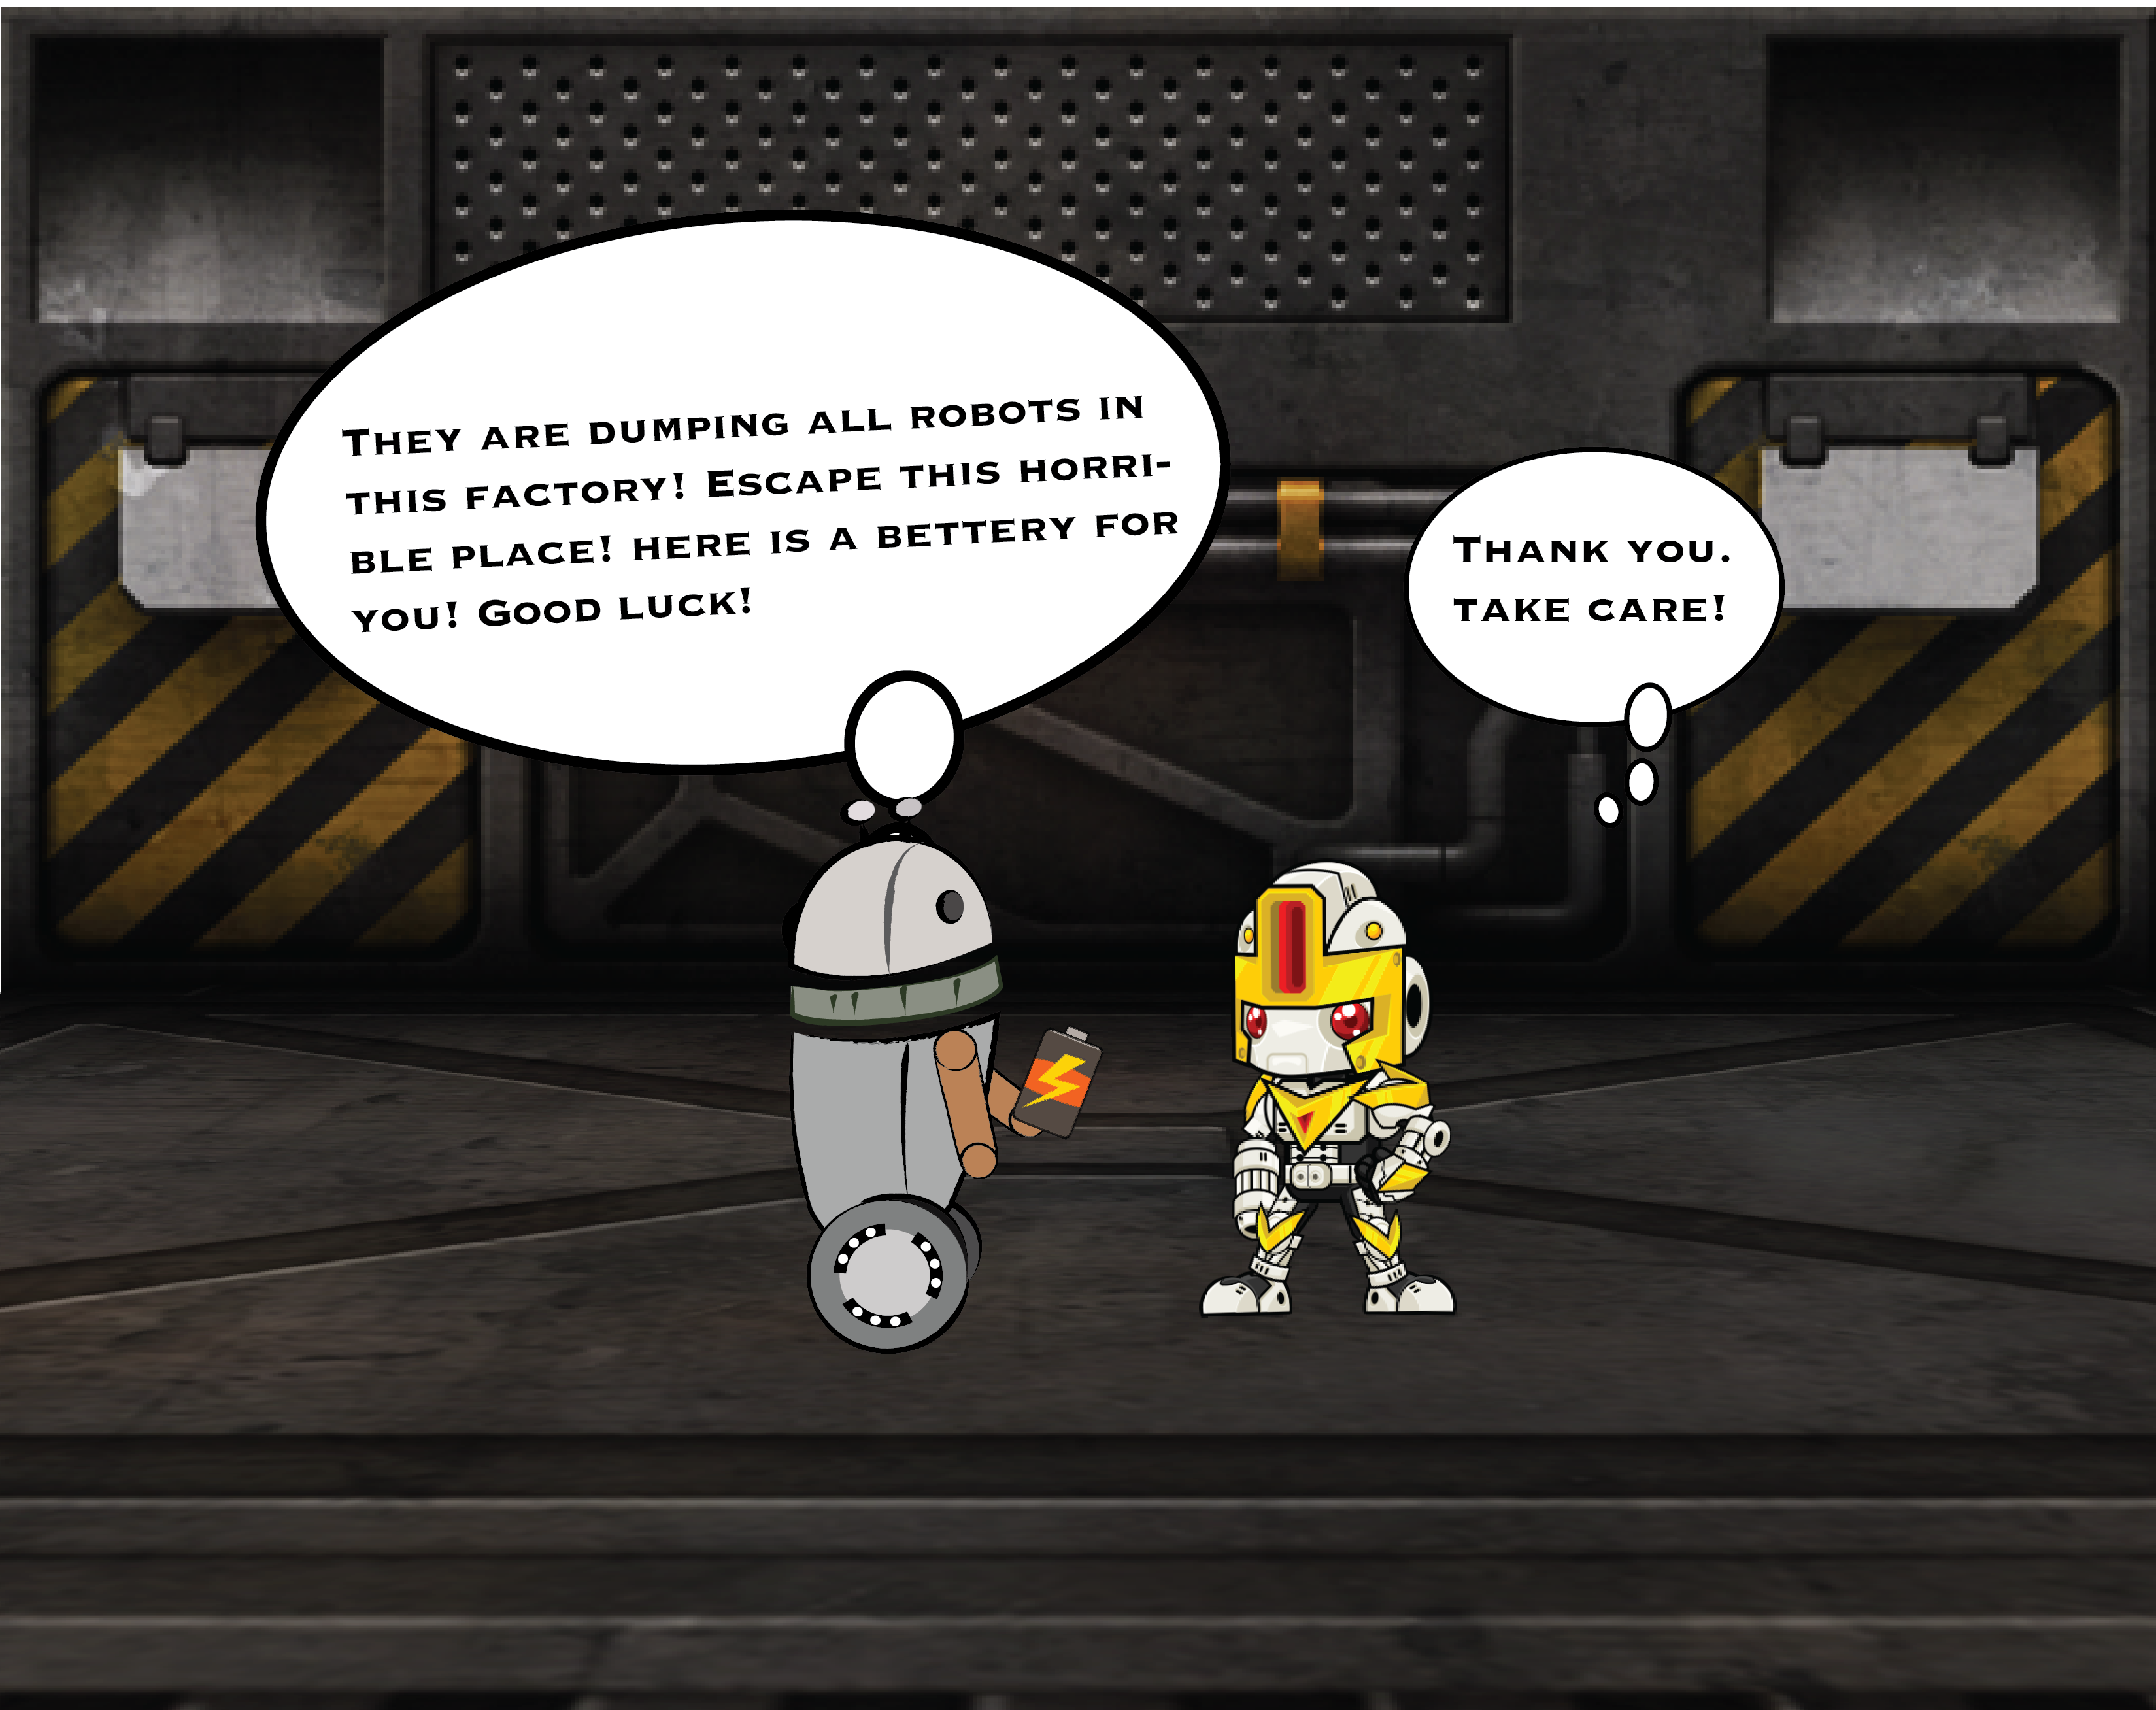 They are dumping all robots in
this factory! Escape this horri-
ble place! here is a bettery for
you! Good luck!
Thank you.
take care!